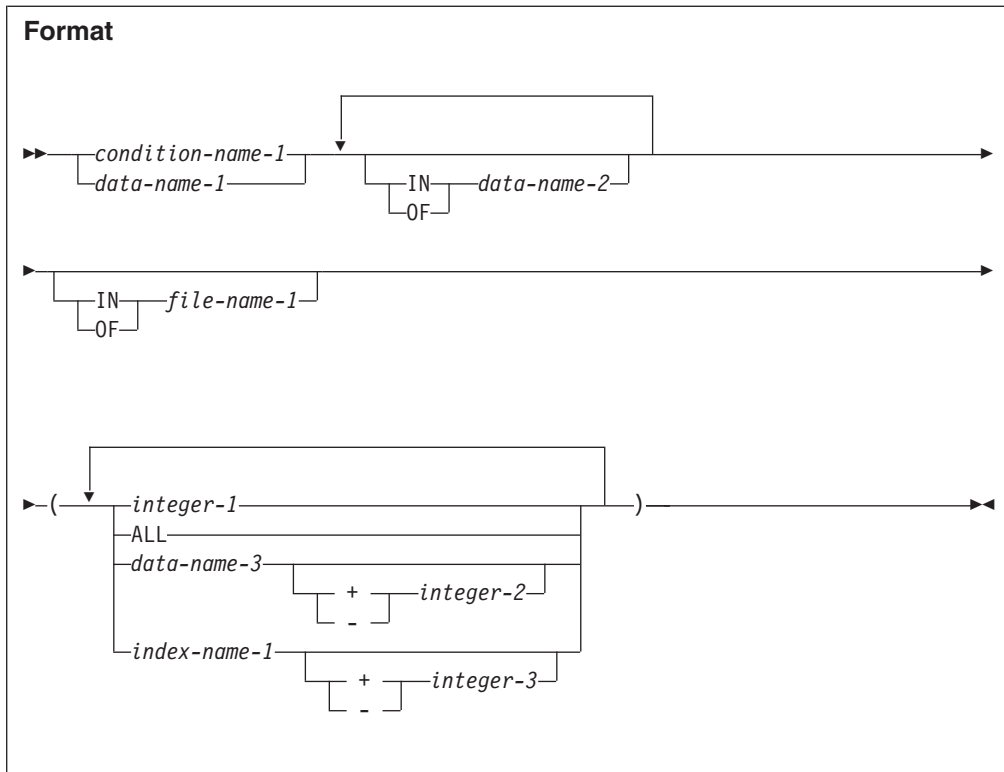 Format
condition-name-1
data-name-1
IN data-name-2
OF
IN file-name-1
OF
( integer-1 )
ALL
data-name-3
+ integer-2
-
index-name-1
+ integer-3
-